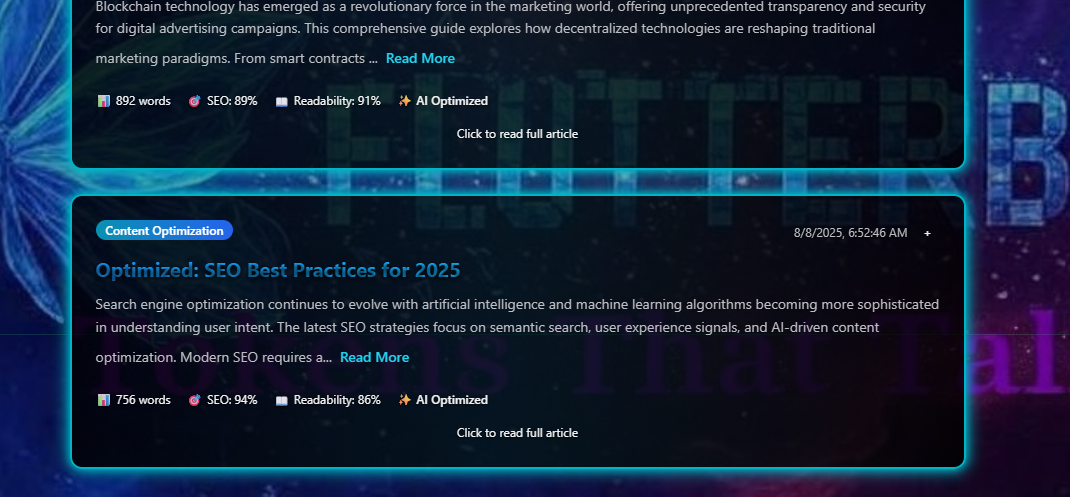 Blockchain technology has emerged as a revolutionary force in the marketing world, offering unprecedented transparency and security
for digital advertising campaigns. This comprehensive guide explores how decentralized technologies are reshaping traditional
marketing paradigms. From smart contracts ... Read More
892 words SEO: 89% Readability: 91% AI Optimized
Click to read full article
FLUTTERB
Content Optimization 8/8/2025, 6:52:46 AM +
Optimized: SEO Best Practices for 2025
Search engine optimization continues to evolve with artificial intelligence and machine learning algorithms becoming more sophisticated
in understanding user intent. The latest SEO strategies focus on semantic search, user experience signals, and AI-driven content
optimization. Modern SEO requires a... Read More
Tokens That Tal
756 words SEO: 94% Readability: 86% AI Optimized
Click to read full article